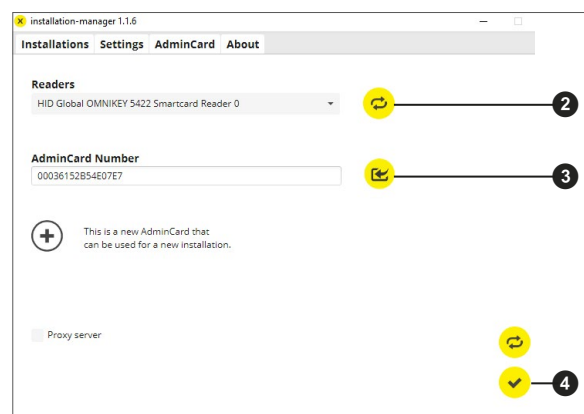 installation-manager 1.1.6
Installations Settings AdminCard About
Readers
HID Global OMNIKEY 5422 Smartcard Reader 0
2
AdminCard Number
00036152B54E07E7
3
This is a new AdminCard that
can be used for a new installation.
Proxy server
4